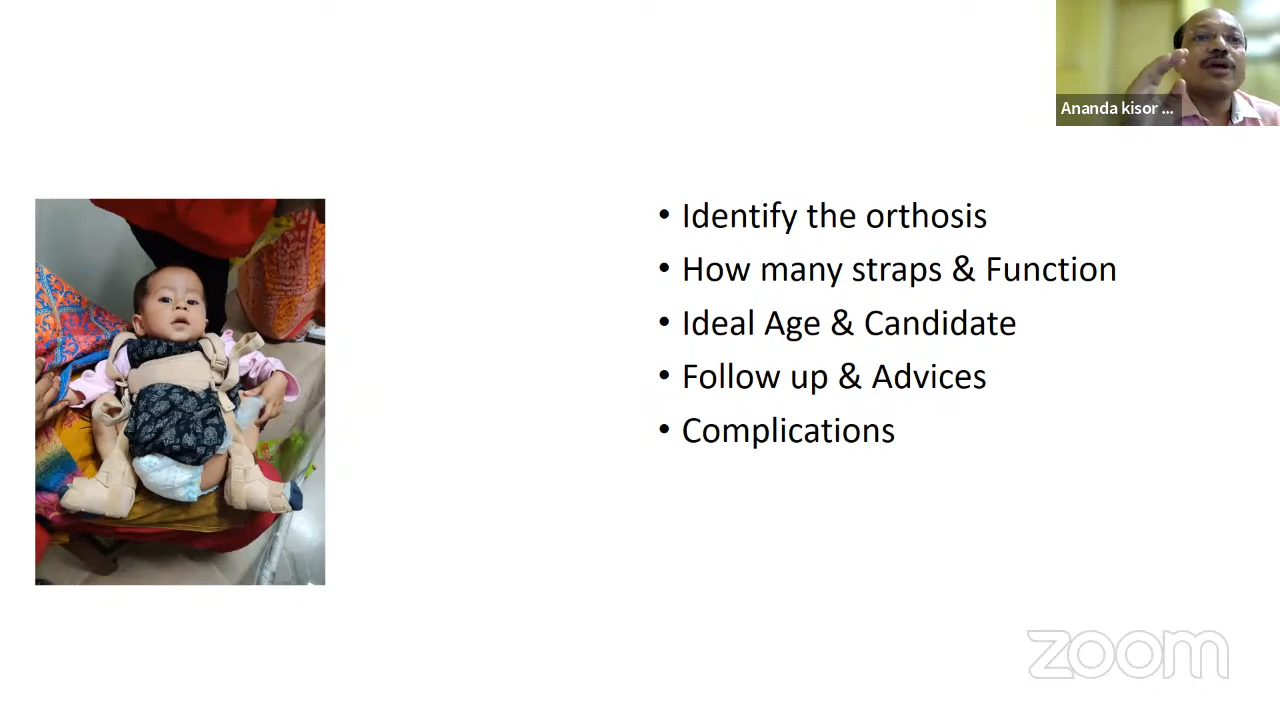 Ananda kisor ...
• Identify the orthosis
• How many straps & Function
• Ideal Age & Candidate
• Follow up & Advices
• Complications
zoom